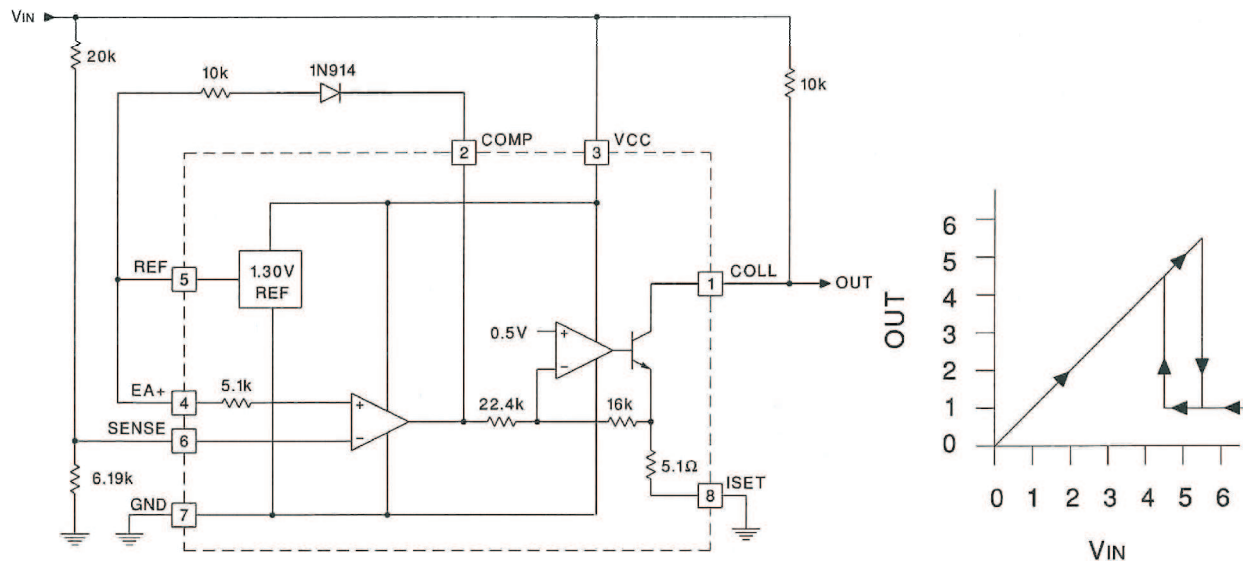 VIN
20k
10k
1N914
10k
COMP
2
VCC
3
REF
5
1.30V
REF
1
COLL
OUT
0.5V
+
−
EA+
4
5.1k
+
−
SENSE
6
22.4k
16k
5.1Ω
6.19k
GND
7
ISET
8
OUT
6
5
4
3
2
1
0
0 1 2 3 4 5 6
VIN